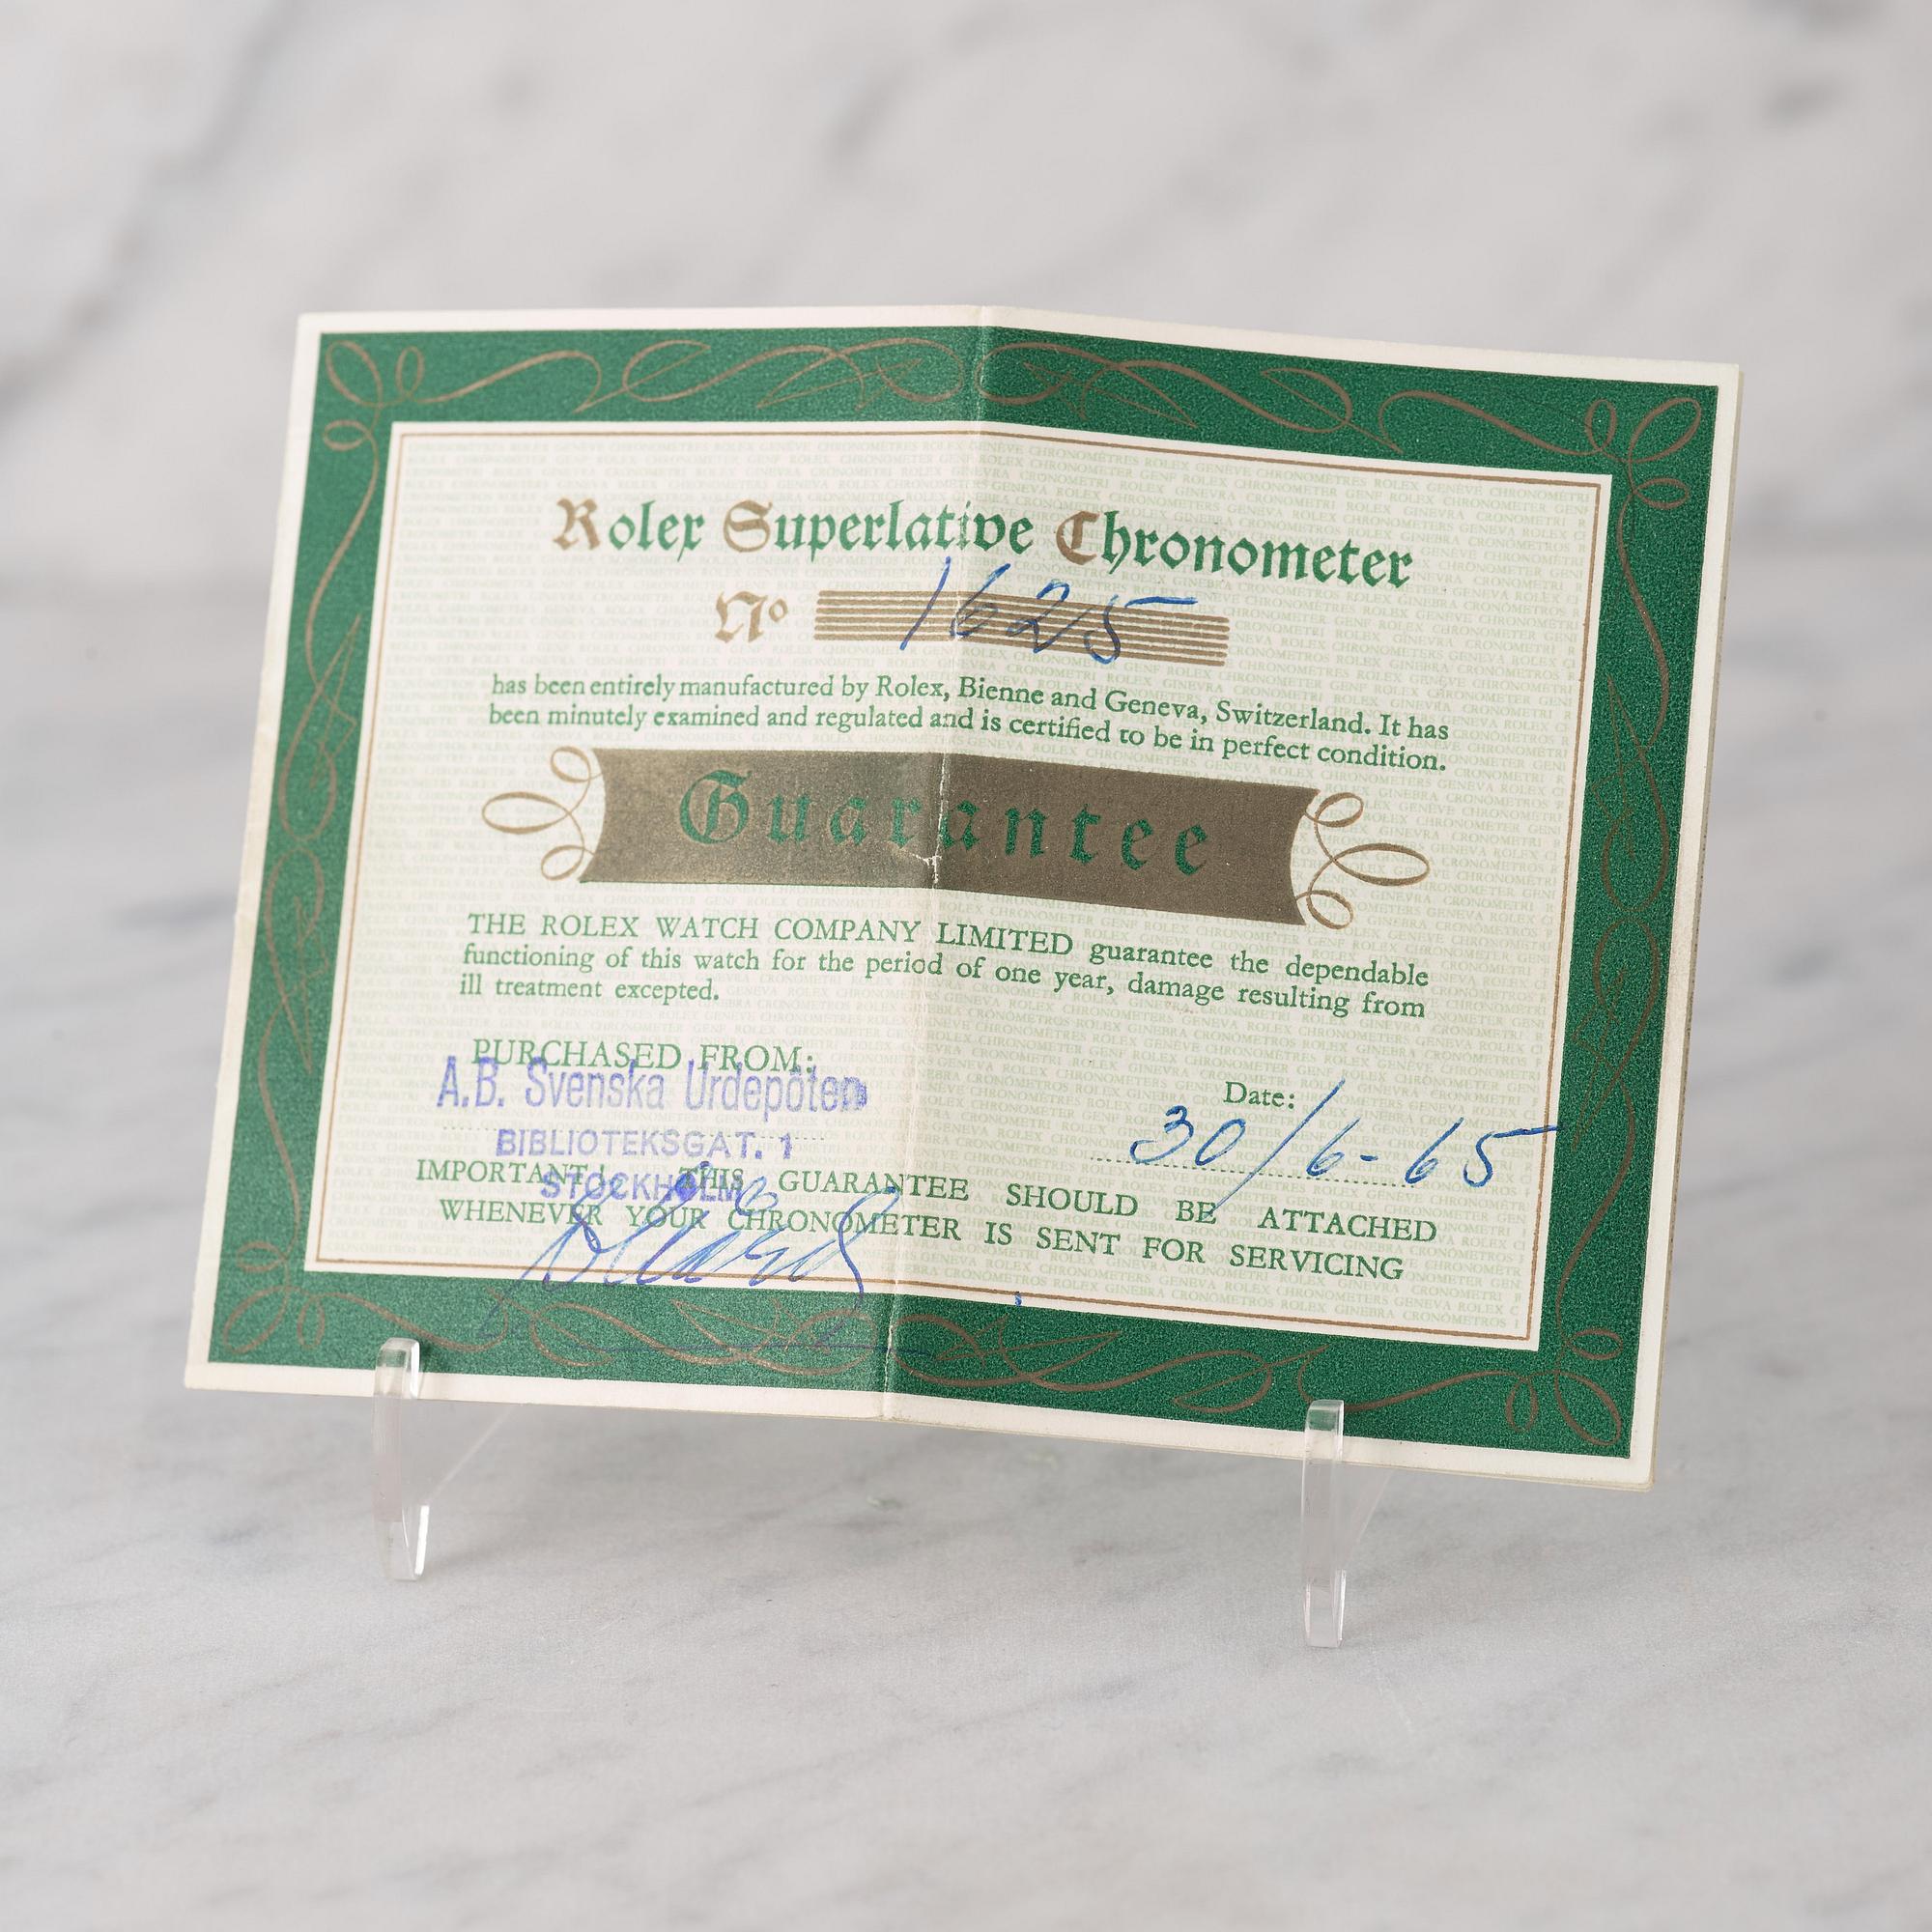 Rolex Superlative Chronometer
No 1625
has been entirely manufactured by Rolex, Bienne and Geneva, Switzerland. It has
been minutely examined and regulated and is certified to be in perfect condition.
Guarantee
THE ROLEX WATCH COMPANY LIMITED guarantee the dependable
functioning of this watch for the period of one year, damage resulting from
ill treatment excepted.
PURCHASED FROM:
A.B. Svenska Urdepôten
BIBLIOTEKSGAT. 1
STOCKHOLM
Date:
30/6-65
IMPORTANT! THIS GUARANTEE SHOULD BE ATTACHED
WHENEVER YOUR CHRONOMETER IS SENT FOR SERVICING